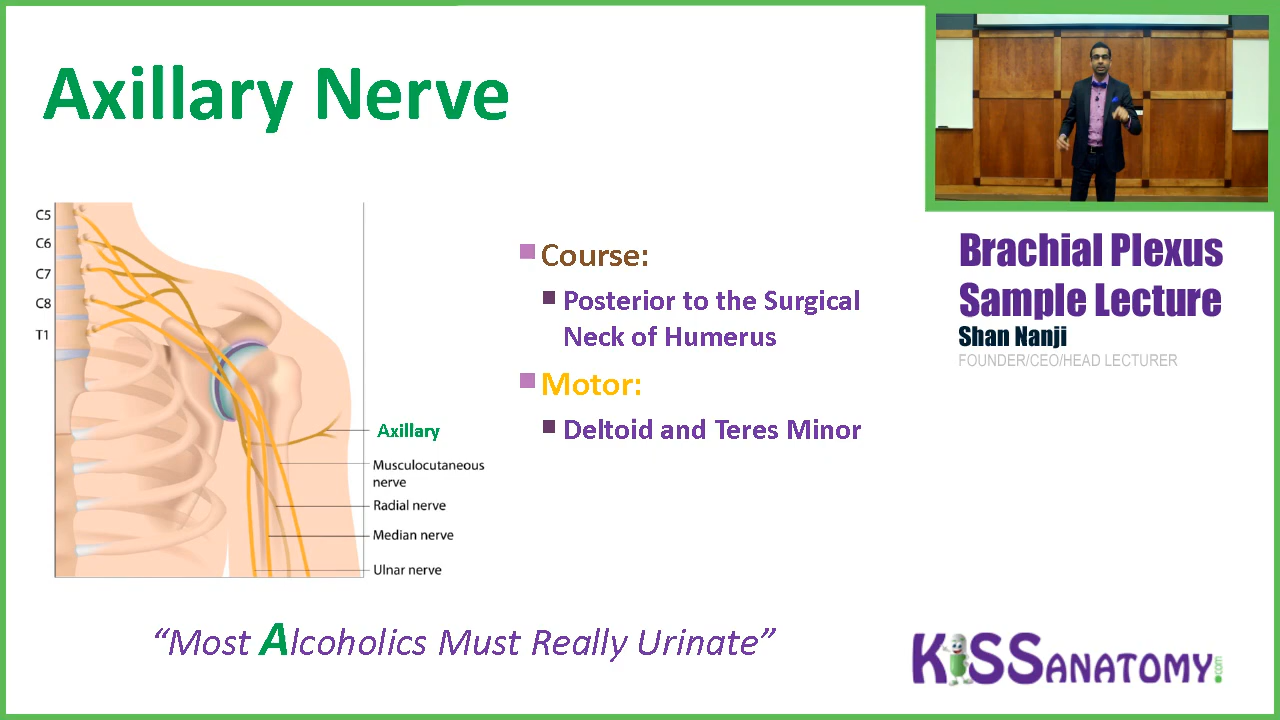 Axillary Nerve
C5
C6
C7
C8
T1
Axillary
Musculocutaneous
nerve
Radial nerve
Median nerve
Ulnar nerve
Course:
Posterior to the Surgical
Neck of Humerus
Motor:
Deltoid and Teres Minor
“Most Alcoholics Must Really Urinate”
Brachial Plexus
Sample Lecture
Shan Nanji
FOUNDER/CEO/HEAD LECTURER
KiSSANATOMY.com